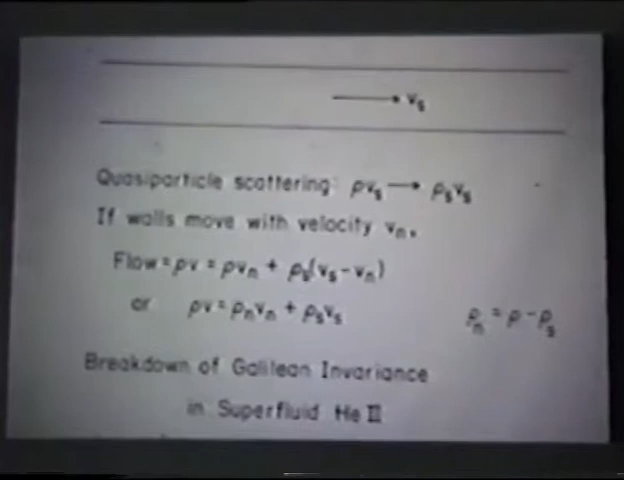 → vₛ
Quasiparticle scattering: ρvₛ → ρₛvₛ
If walls move with velocity vₙ,
Flow = ρv = ρvₙ + ρₛ(vₛ - vₙ)
or ρv = ρₙvₙ + ρₛvₛ ρₙ = ρ - ρₛ
Breakdown of Galilean Invariance
in Superfluid He II